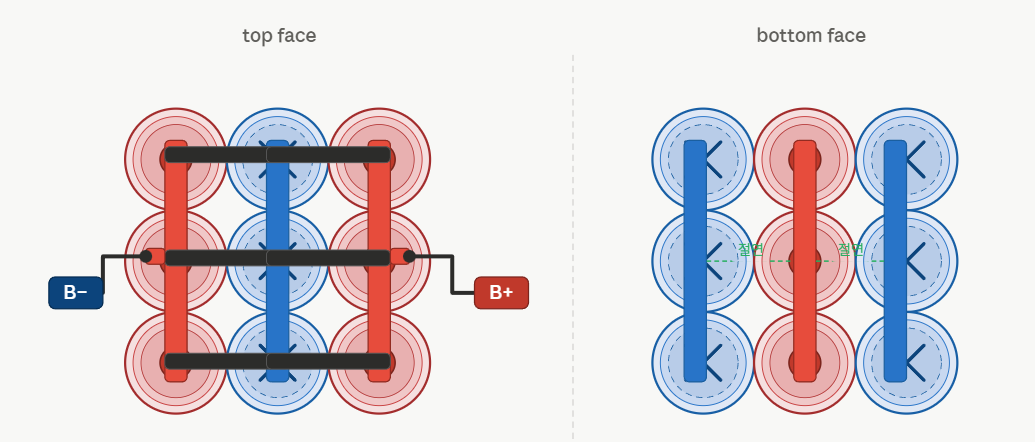 top face
bottom face
절연
절연
B−
B+